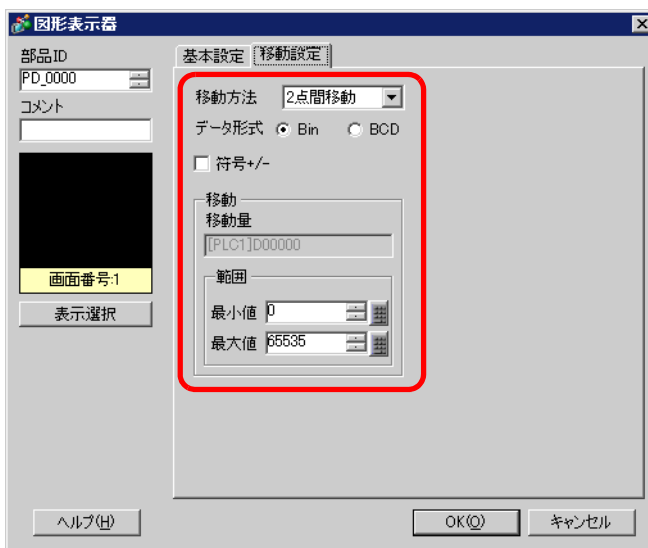 図形表示器
部品ID
PD_0000
コメント
画面番号:1
表示選択
基本設定 移動設定
移動方法 2点間移動
データ形式 Bin BCD
符号+/-
移動
移動量
[PLC1]D00000
範囲
最小値 0
最大値 65535
ヘルプ(H) OK(O) キャンセル